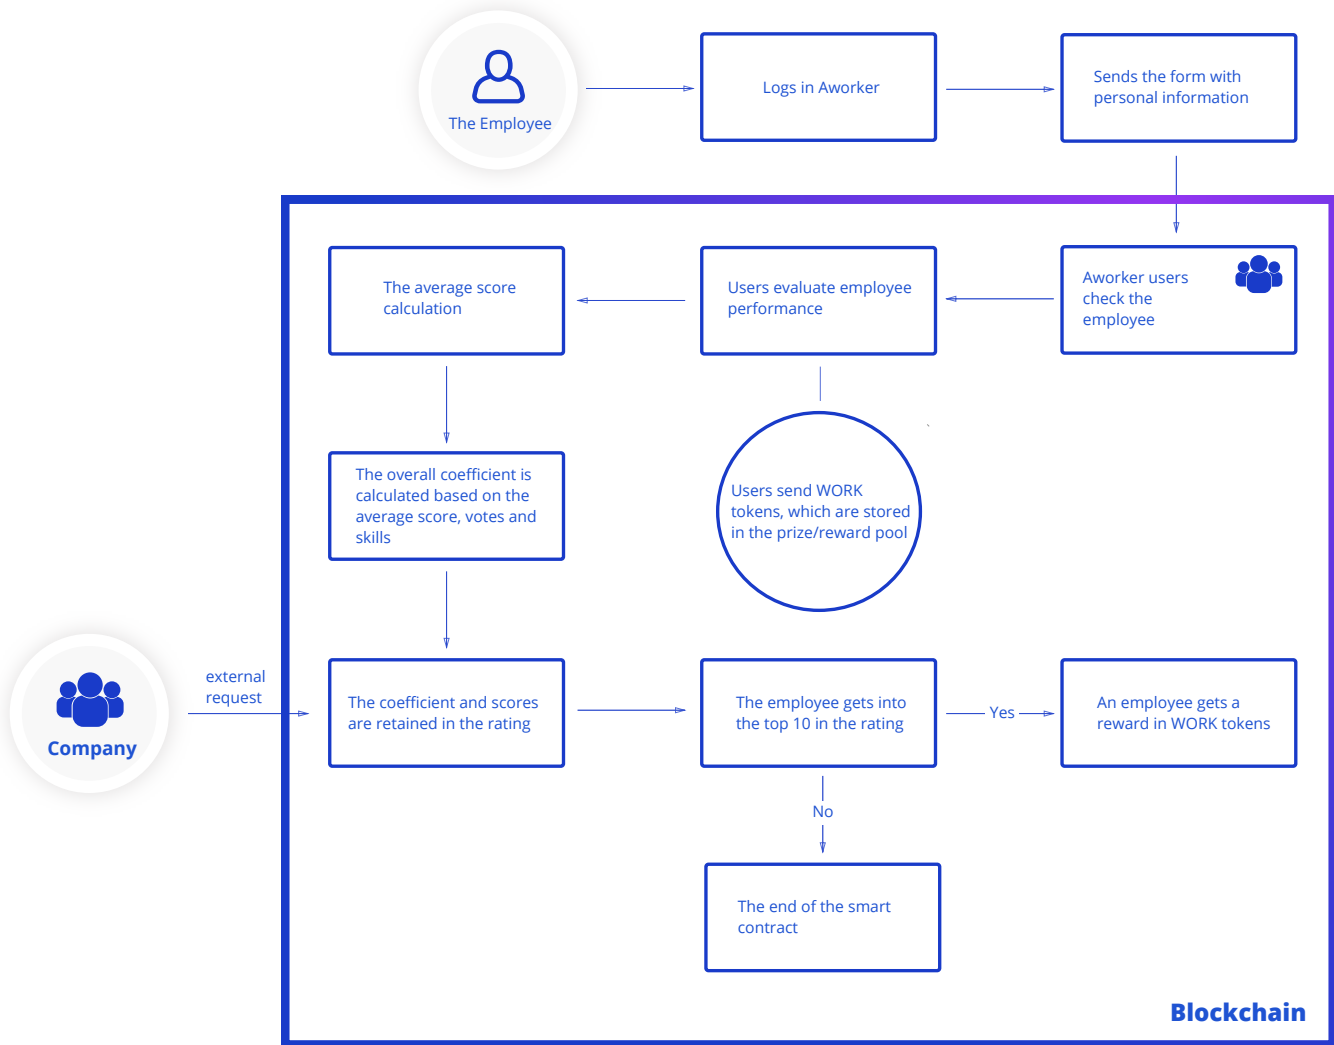 The Employee
Logs in Aworker
Sends the form with
personal information
The average score
calculation
Users evaluate employee
performance
Aworker users
check the
employee
The overall coefficient is
calculated based on the
average score, votes and
skills
Users send WORK
tokens, which are stored
in the prize/reward pool
Company
external
request
The coefficient and scores
are retained in the rating
The employee gets into
the top 10 in the rating
Yes
An employee gets a
reward in WORK tokens
No
The end of the smart
contract
Blockchain